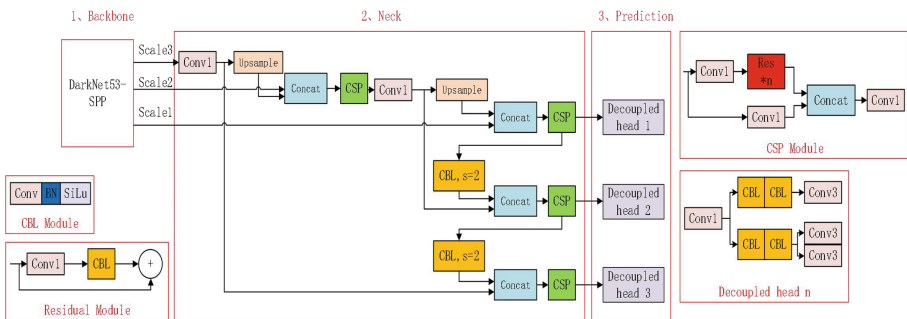 1、Backbone
2、Neck
3、Prediction
DarkNet53-
SPP
Scale3
Scale2
Scale1
Conv1
Upsample
Concat
CSP
Conv1
Upsample
Concat
CSP
CBL, s=2
Concat
CSP
CBL, s=2
Concat
CSP
Decoupled
head 1
Decoupled
head 2
Decoupled
head 3
Conv BN SiLu
CBL Module
Conv1
CBL
+
Residual Module
Conv1
Res
*n
Conv1
Concat
Conv1
CSP Module
Conv1
CBL CBL
Conv3
CBL CBL
Conv3
Conv3
Decoupled head n